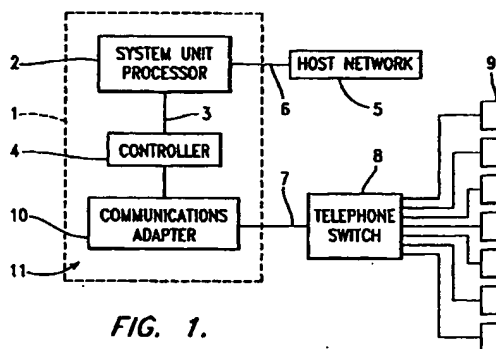 SYSTEM UNIT
PROCESSOR
2
HOST NETWORK
9
1
3
6
5
4
CONTROLLER
8
10
COMMUNICATIONS
ADAPTER
7
TELEPHONE
SWITCH
11
FIG. 1.